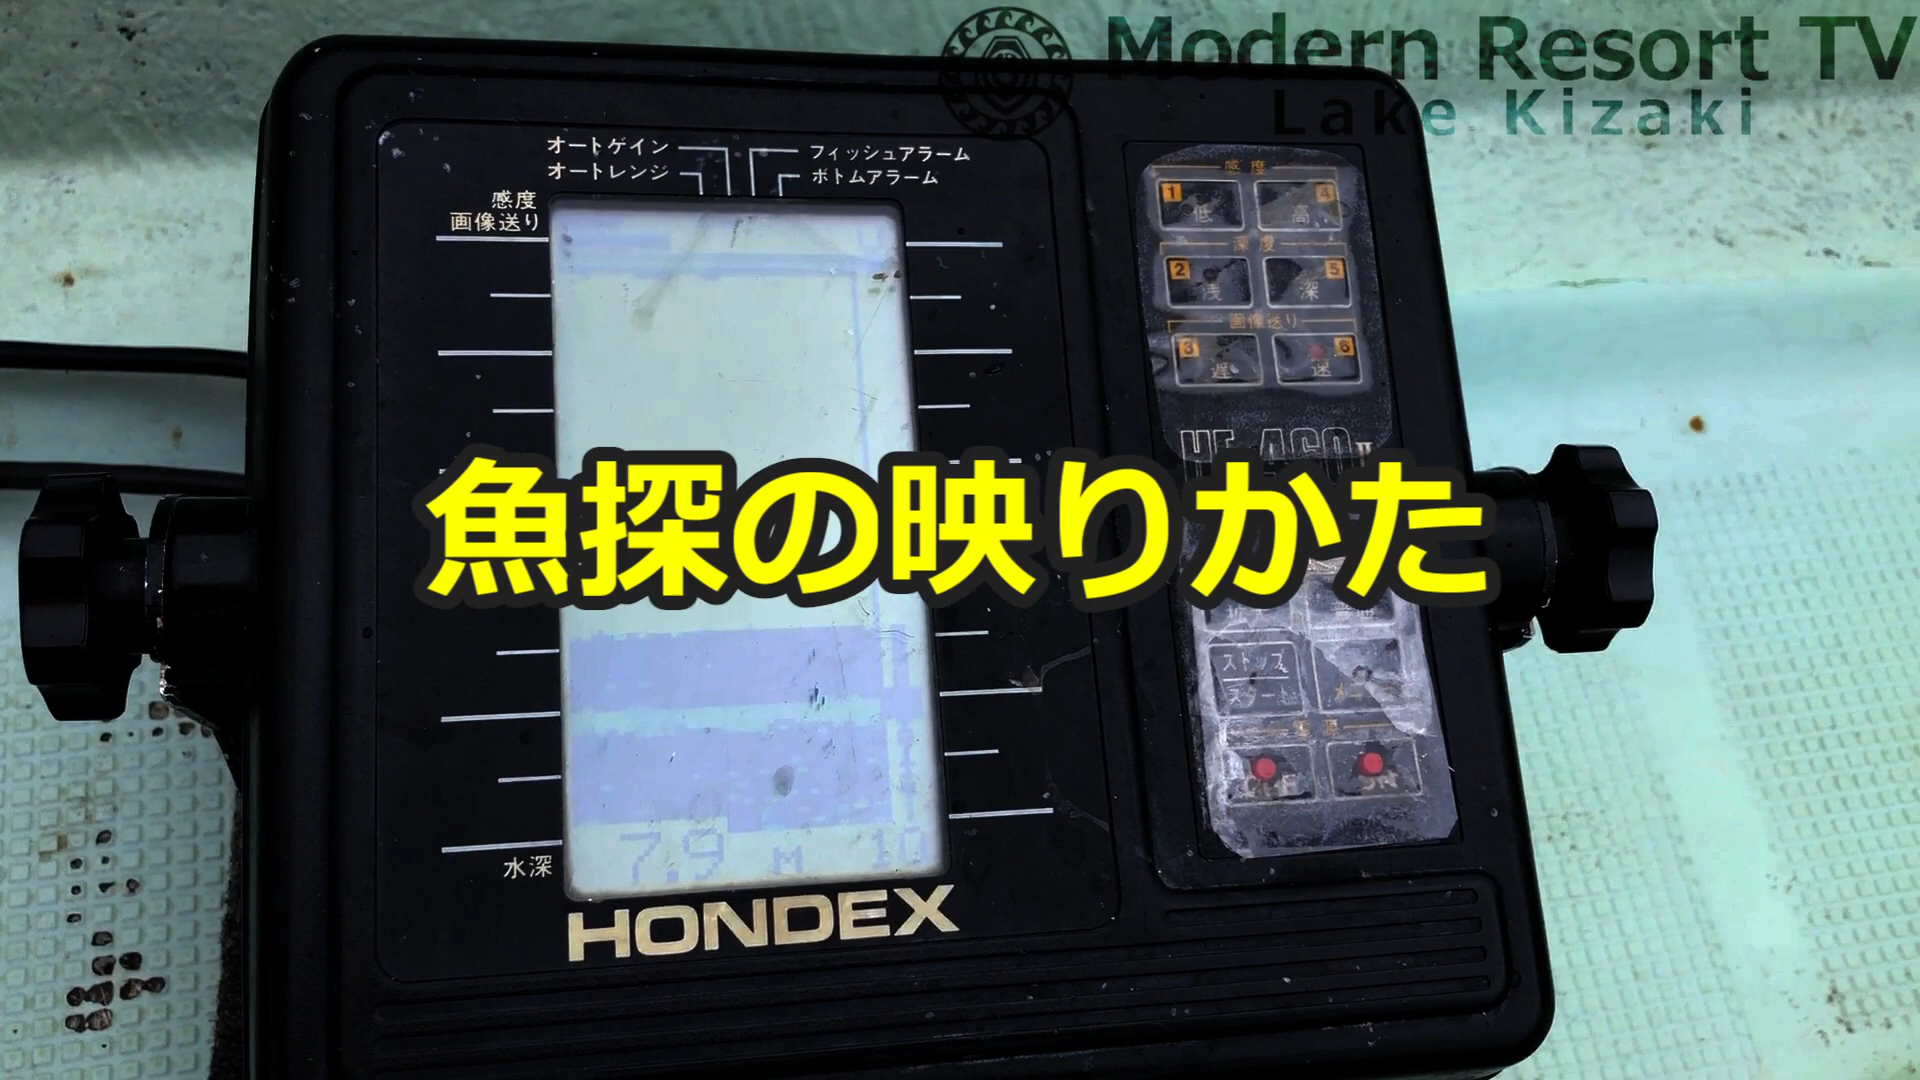 Modern Resort TV
Lake Kizaki
オートゲイン
オートレンジ
フィッシュアラーム
ボトムアラーム
感度
画像送り
感度
1 低
4 高
深度
2 浅
5 深
画像送り
3 遅
6 速
魚探の映りかた
ストップ
スタート
7.9 M 10
水深
HONDEX